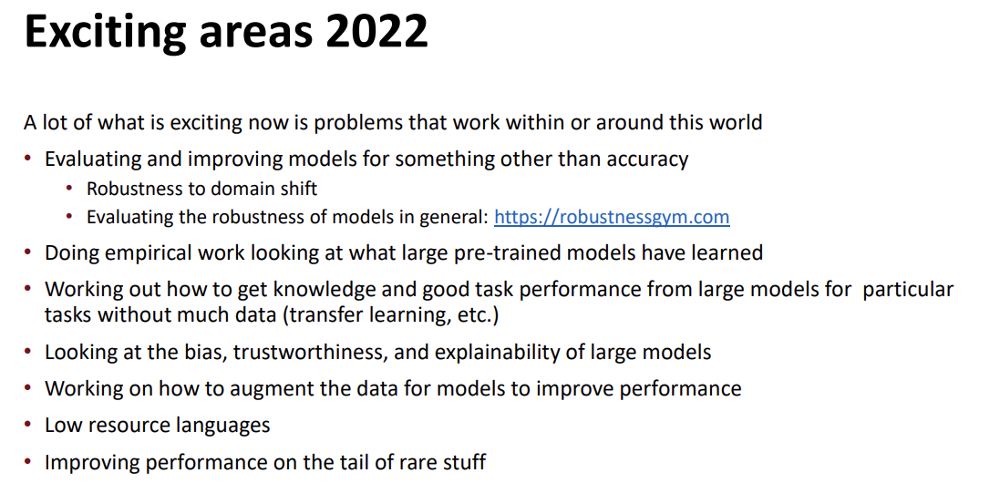 Exciting areas 2022
A lot of what is exciting now is problems that work within or around this world
• Evaluating and improving models for something other than accuracy
• Robustness to domain shift
• Evaluating the robustness of models in general: https://robustnessgym.com
• Doing empirical work looking at what large pre-trained models have learned
• Working out how to get knowledge and good task performance from large models for  particular
tasks without much data (transfer learning, etc.)
• Looking at the bias, trustworthiness, and explainability of large models
• Working on how to augment the data for models to improve performance
• Low resource languages
• Improving performance on the tail of rare stuff